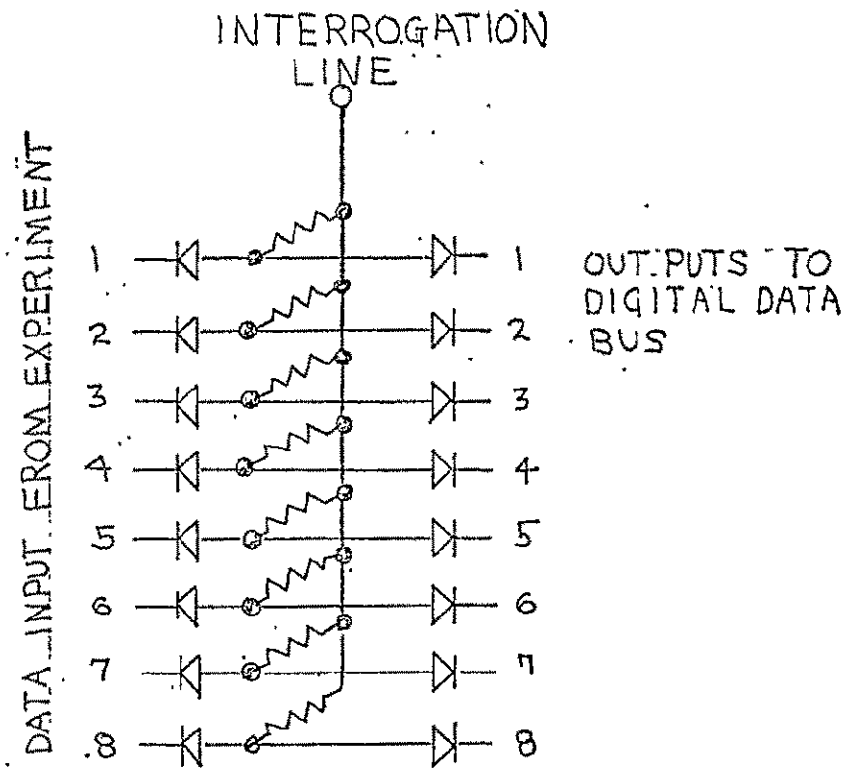 INTERROGATION
LINE
DATA INPUT FROM EXPERIMENT
1 1
2 2
3 3
4 4
5 5
6 6
7 7
8 8
OUTPUTS TO
DIGITAL DATA
BUS